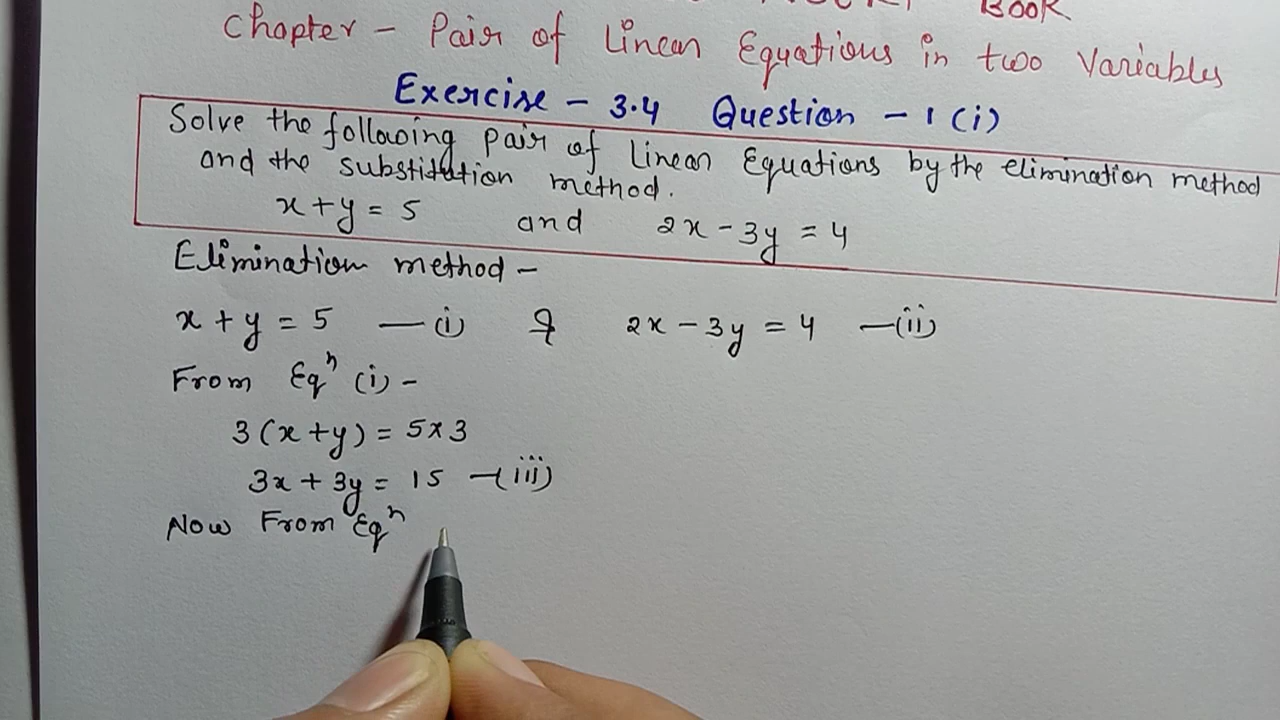 Book
Chapter - Pair of Linear Equations in two Variables
Exercise - 3.4 Question - 1 (i)
Solve the following pair of linear Equations by the elimination method
and the substitution method.
x + y = 5 and 2x - 3y = 4
Elimination method -
x + y = 5 —(i) & 2x - 3y = 4 —(ii)
From Eqⁿ (i) -
3(x + y) = 5 x 3
3x + 3y = 15 —(iii)
Now From Eqⁿ